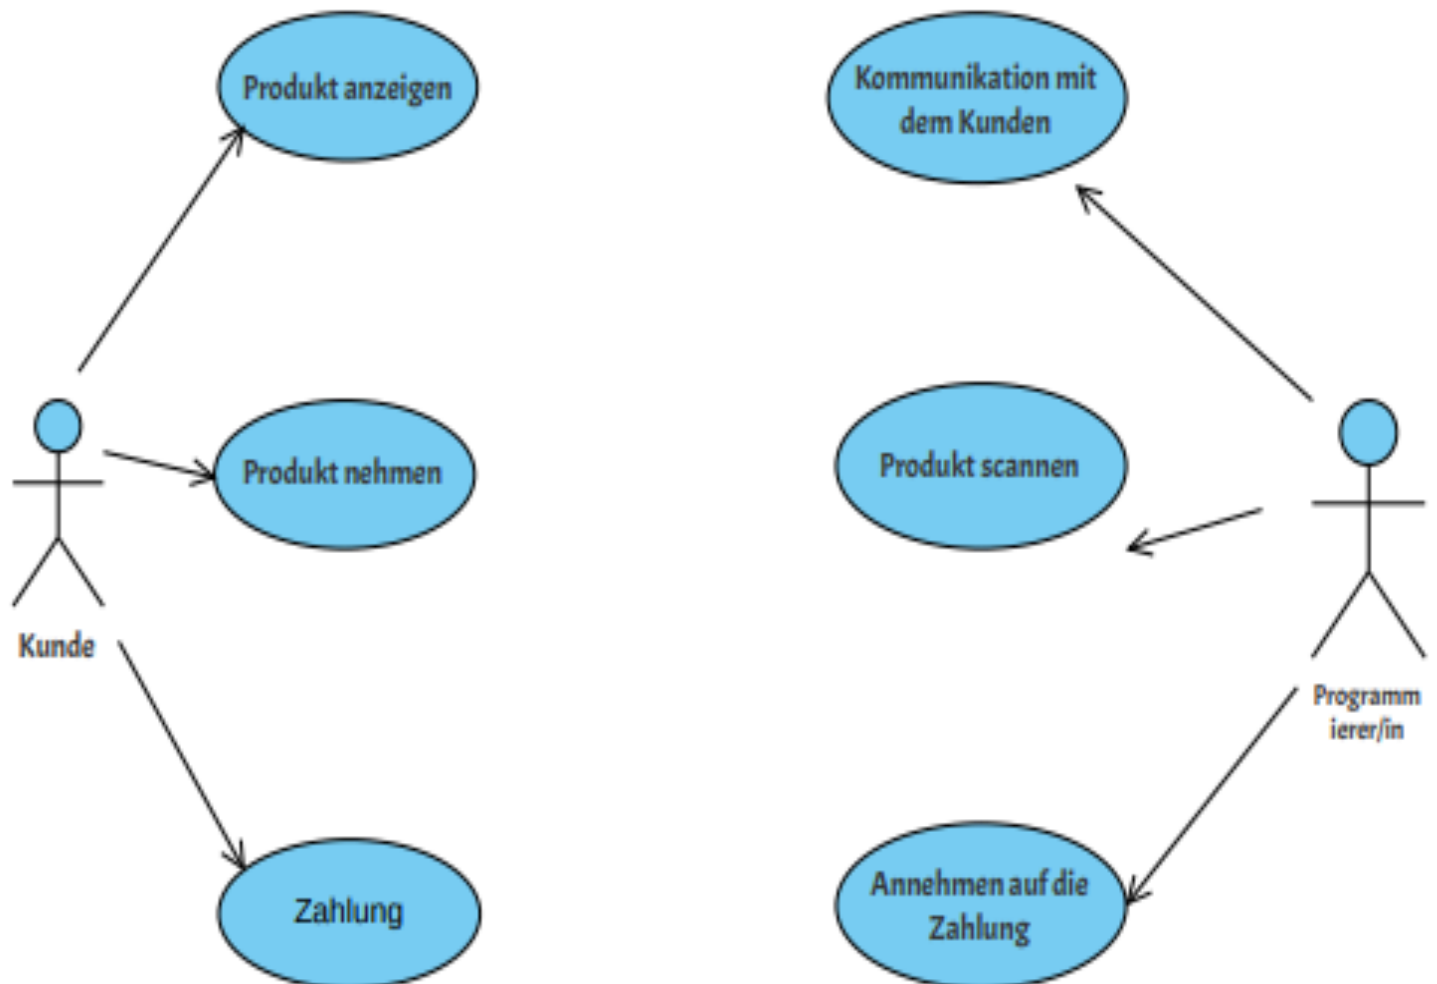 Produkt anzeigen
Kommunikation mit
dem Kunden
Produkt nehmen
Produkt scannen
Kunde
Programm
ierer/in
Zahlung
Annehmen auf die
Zahlung